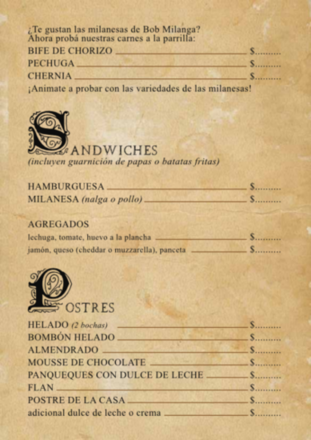 ¿Te gustan las milanesas de Bob Milanga?
Ahora probá nuestras carnes a la parrilla:
BIFE DE CHORIZO $..........
PECHUGA $..........
CHERNIA $..........
¡Animate a probar con las variedades de las milanesas!
SANDWICHES
(incluyen guarnición de papas o batatas fritas)
HAMBURGUESA $..........
MILANESA (nalga o pollo) $..........
AGREGADOS
lechuga, tomate, huevo a la plancha $..........
jamón, queso (cheddar o muzzarella), panceta $..........
POSTRES
HELADO (2 bochas) $..........
BOMBÓN HELADO $..........
ALMENDRADO $..........
MOUSSE DE CHOCOLATE $..........
PANQUEQUES CON DULCE DE LECHE $..........
FLAN $..........
POSTRE DE LA CASA $..........
adicional dulce de leche o crema $..........